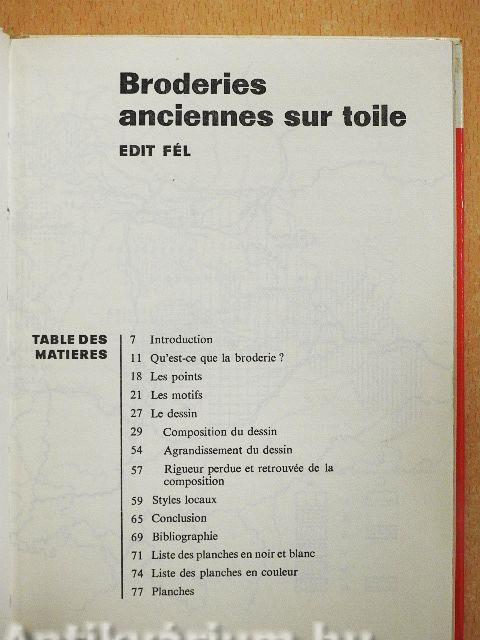 Broderies
anciennes sur toile
EDIT FÉL
TABLE DES
MATIERES
7 Introduction
11 Qu'est-ce que la broderie ?
18 Les points
21 Les motifs
27 Le dessin
29 Composition du dessin
54 Agrandissement du dessin
57 Rigueur perdue et retrouvée de la
composition
59 Styles locaux
65 Conclusion
69 Bibliographie
71 Liste des planches en noir et blanc
74 Liste des planches en couleur
77 Planches
Antikvárium.hu